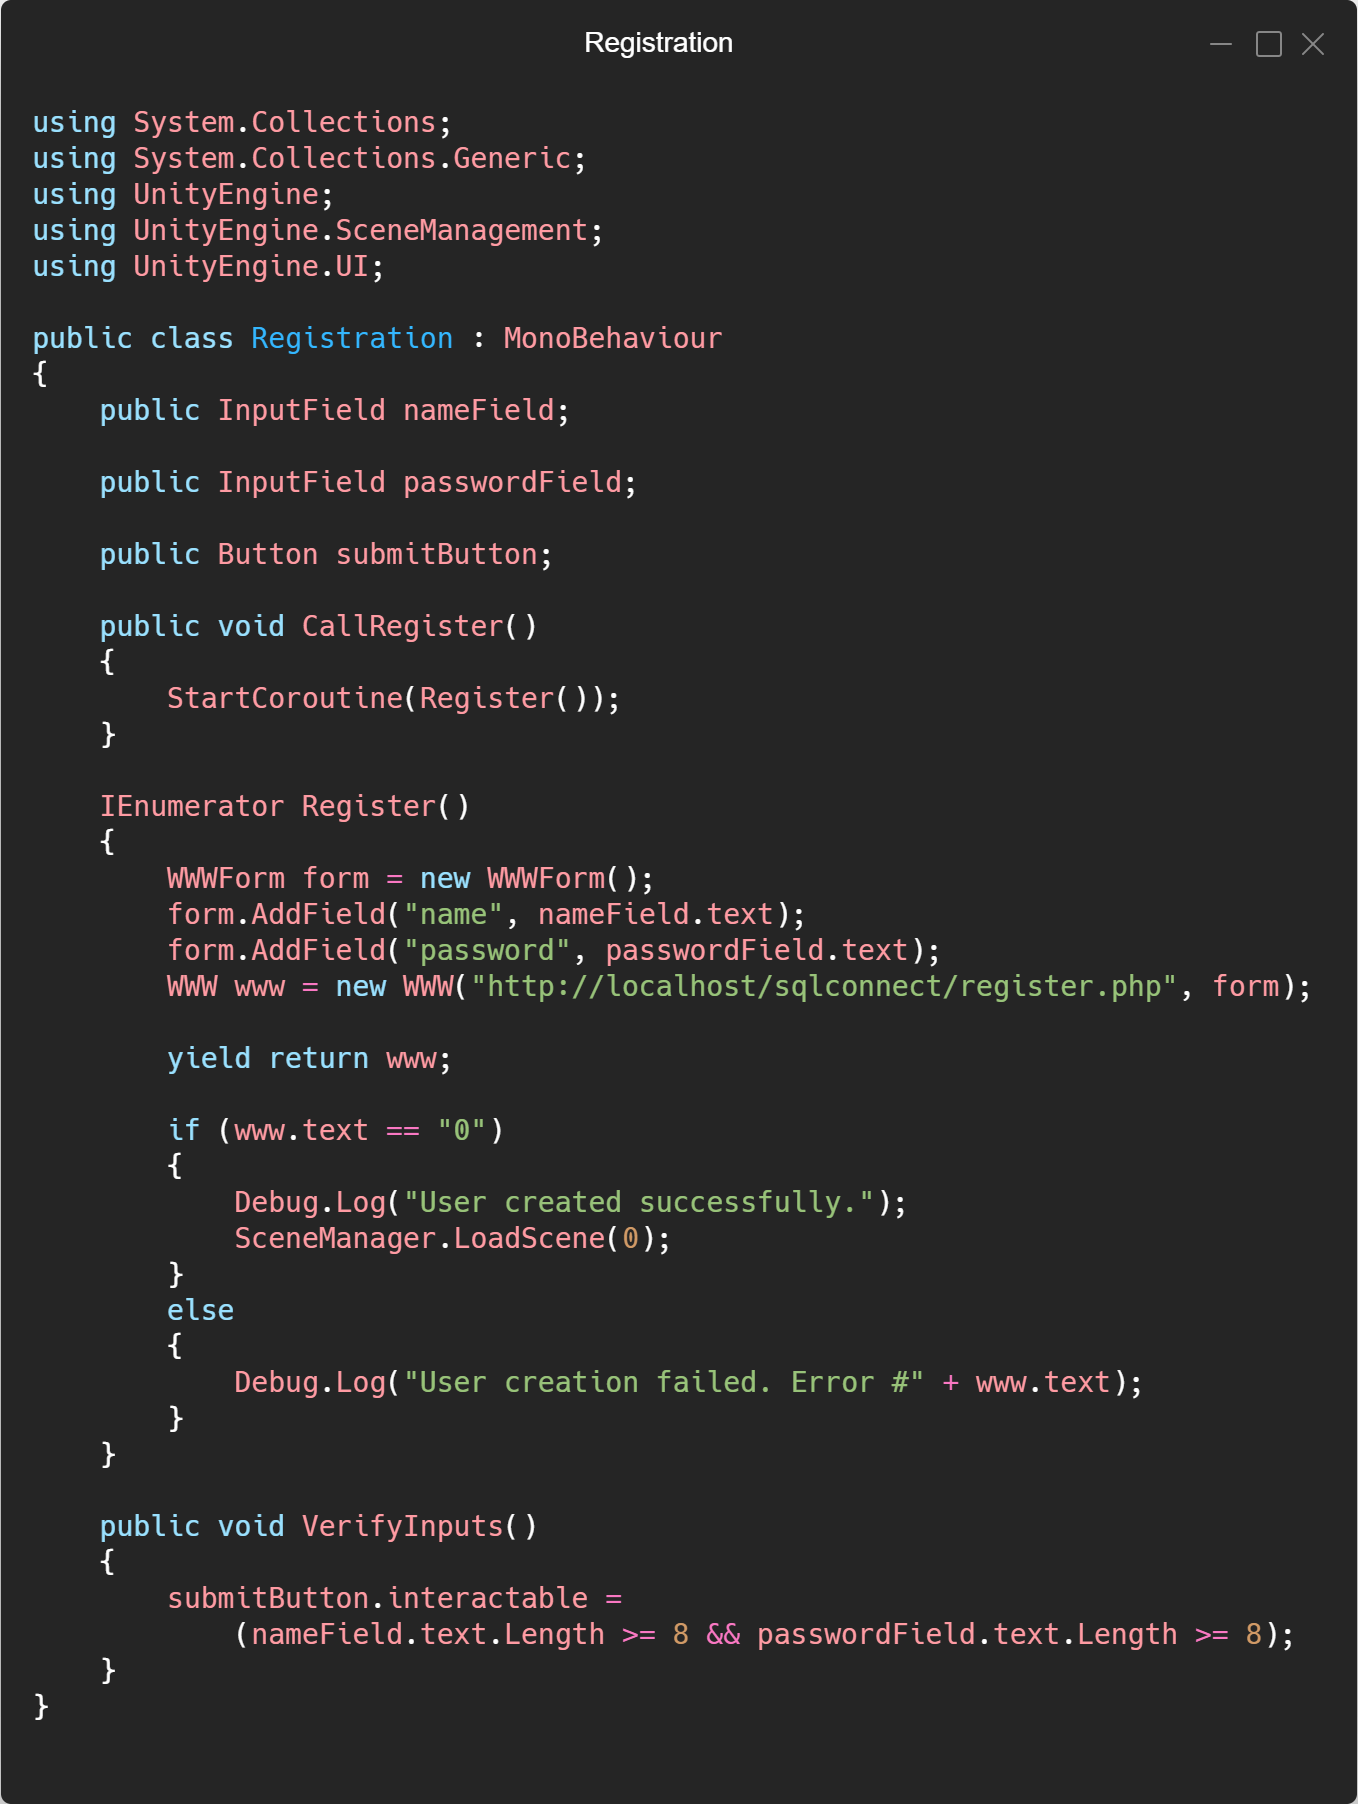 Registration
using System.Collections;
using System.Collections.Generic;
using UnityEngine;
using UnityEngine.SceneManagement;
using UnityEngine.UI;
public class Registration : MonoBehaviour
{
    public InputField nameField;
    public InputField passwordField;
    public Button submitButton;
    public void CallRegister()
    {
        StartCoroutine(Register());
    }
    IEnumerator Register()
    {
        WWWForm form = new WWWForm();
        form.AddField("name", nameField.text);
        form.AddField("password", passwordField.text);
        WWW www = new WWW("http://localhost/sqlconnect/register.php", form);
        yield return www;
        if (www.text == "0")
        {
            Debug.Log("User created successfully.");
            SceneManager.LoadScene(0);
        }
        else
        {
            Debug.Log("User creation failed. Error #" + www.text);
        }
    }
    public void VerifyInputs()
    {
        submitButton.interactable =
            (nameField.text.Length >= 8 && passwordField.text.Length >= 8);
    }
}